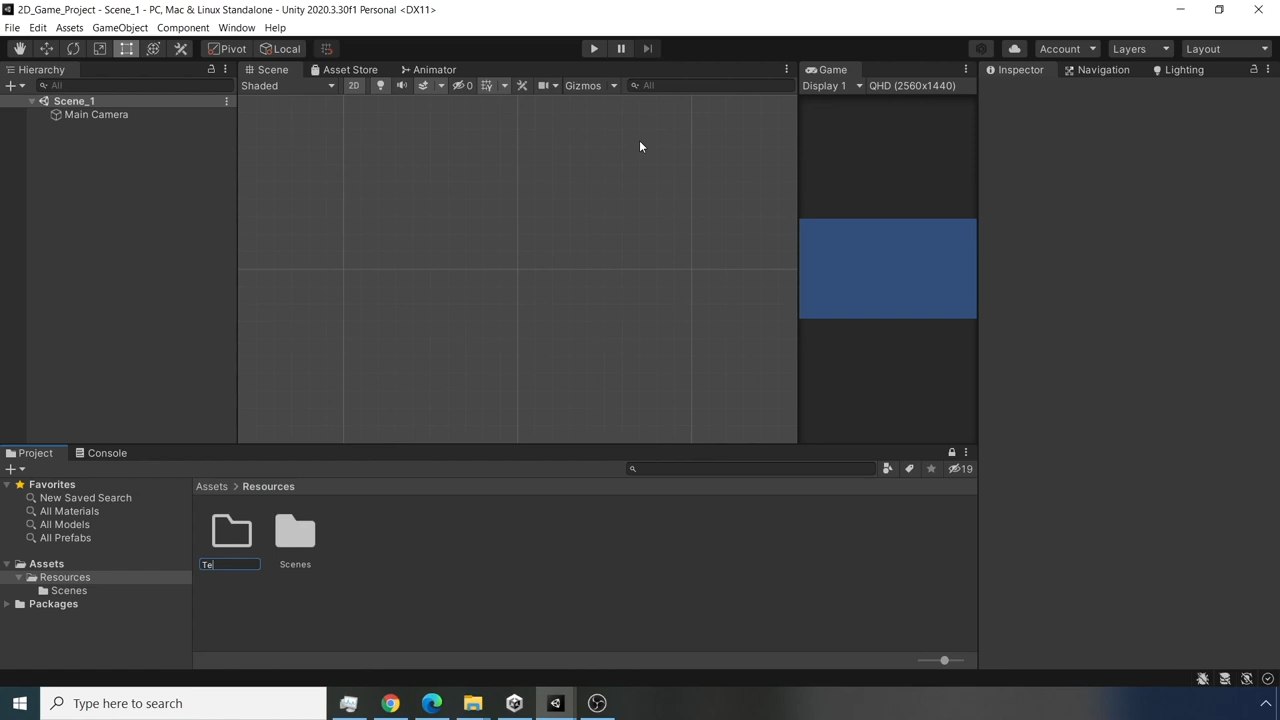 2D_Game_Project - Scene_1 - PC, Mac & Linux Standalone - Unity 2020.3.30f1 Personal <DX11>
File Edit Assets GameObject Component Window Help
Pivot Local Account Layers Layout
Hierarchy Scene Asset Store Animator Game Inspector Navigation Lighting
All Shaded 2D 0 Gizmos All Display 1 QHD (2560x1440)
Scene_1
Main Camera
Project Console
19
Favorites Assets > Resources
New Saved Search
All Materials
All Models
All Prefabs
Assets Te Scenes
Resources
Scenes
Packages
Type here to search